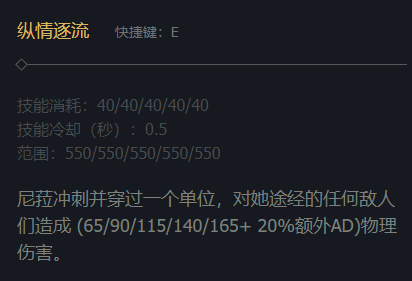 纵情逐流 快捷键：E
技能消耗：40/40/40/40/40
技能冷却（秒）：0.5
范围：550/550/550/550/550
尼菈冲刺并穿过一个单位，对她途经的任何敌人
们造成 (65/90/115/140/165+ 20%额外AD)物理
伤害。